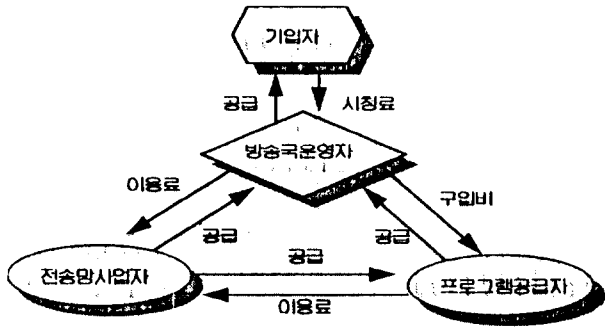 가입자
공급 시청료
방송국운영자
이용료 구입비
공급 공급
공급
전송망사업자 프로그램공급자
이용료